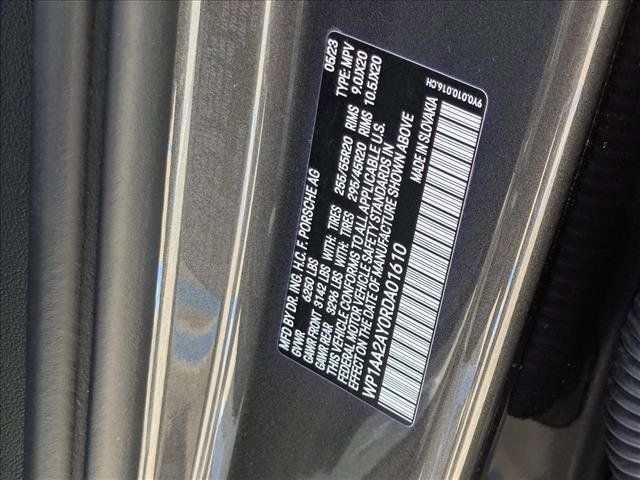 MFD BY DR. ING. H.C. F. PORSCHE AG 05/23
GVWR 6250 LBS TYPE: MPV
GAWR FRONT 3142 LBS WITH: TIRES 255/55R20 RIMS 9.0JX20
GAWR REAR 3296 LBS WITH: TIRES 295/45R20 RIMS 10.5JX20
THIS VEHICLE CONFORMS TO ALL APPLICABLE U.S.
FEDERAL MOTOR VEHICLE SAFETY STANDARDS IN
EFFECT ON THE DATE OF MANUFACTURE SHOWN ABOVE
WP1AA2AY0RDA01610 MADE IN SLOVAKIA
9Y0.010.016.CH